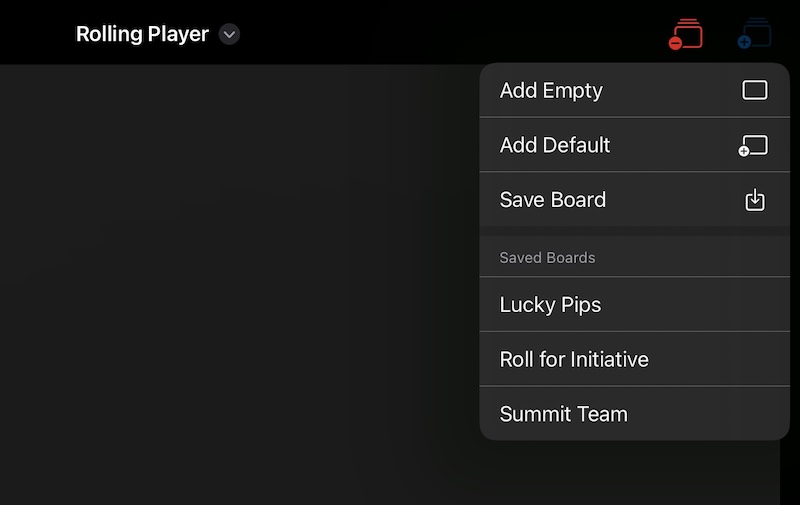 Rolling Player
Add Empty
Add Default
Save Board
Saved Boards
Lucky Pips
Roll for Initiative
Summit Team